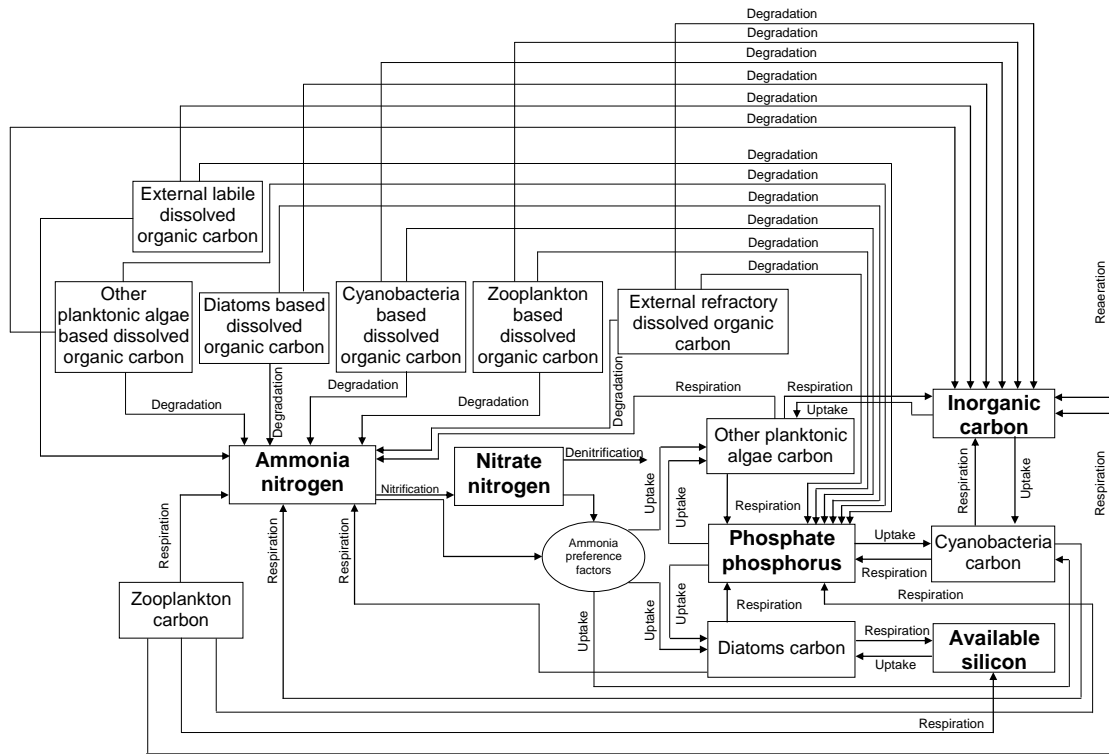 Degradation
Degradation
Degradation
Degradation
Degradation
Degradation
Degradation
Degradation
Degradation
Degradation
Degradation
Degradation
External labile
dissolved
organic carbon
Other
planktonic algae
based dissolved
organic carbon
Diatoms based
dissolved
organic carbon
Cyanobacteria
based
dissolved
organic carbon
Zooplankton
based
dissolved
organic carbon
External refractory
dissolved organic
carbon
Reaeration
Degradation
Degradation
Degradation
Degradation
Degradation
Respiration
Respiration
Uptake
Inorganic
carbon
Other planktonic
algae carbon
Ammonia
nitrogen
Nitrate
nitrogen
Denitrification
Nitrification
Uptake
Uptake
Respiration
Respiration
Uptake
Respiration
Ammonia
preference
factors
Phosphate
phosphorus
Uptake
Respiration
Cyanobacteria
carbon
Respiration
Respiration
Respiration
Respiration
Zooplankton
carbon
Uptake
Uptake
Uptake
Respiration
Diatoms carbon
Respiration
Uptake
Available
silicon
Respiration